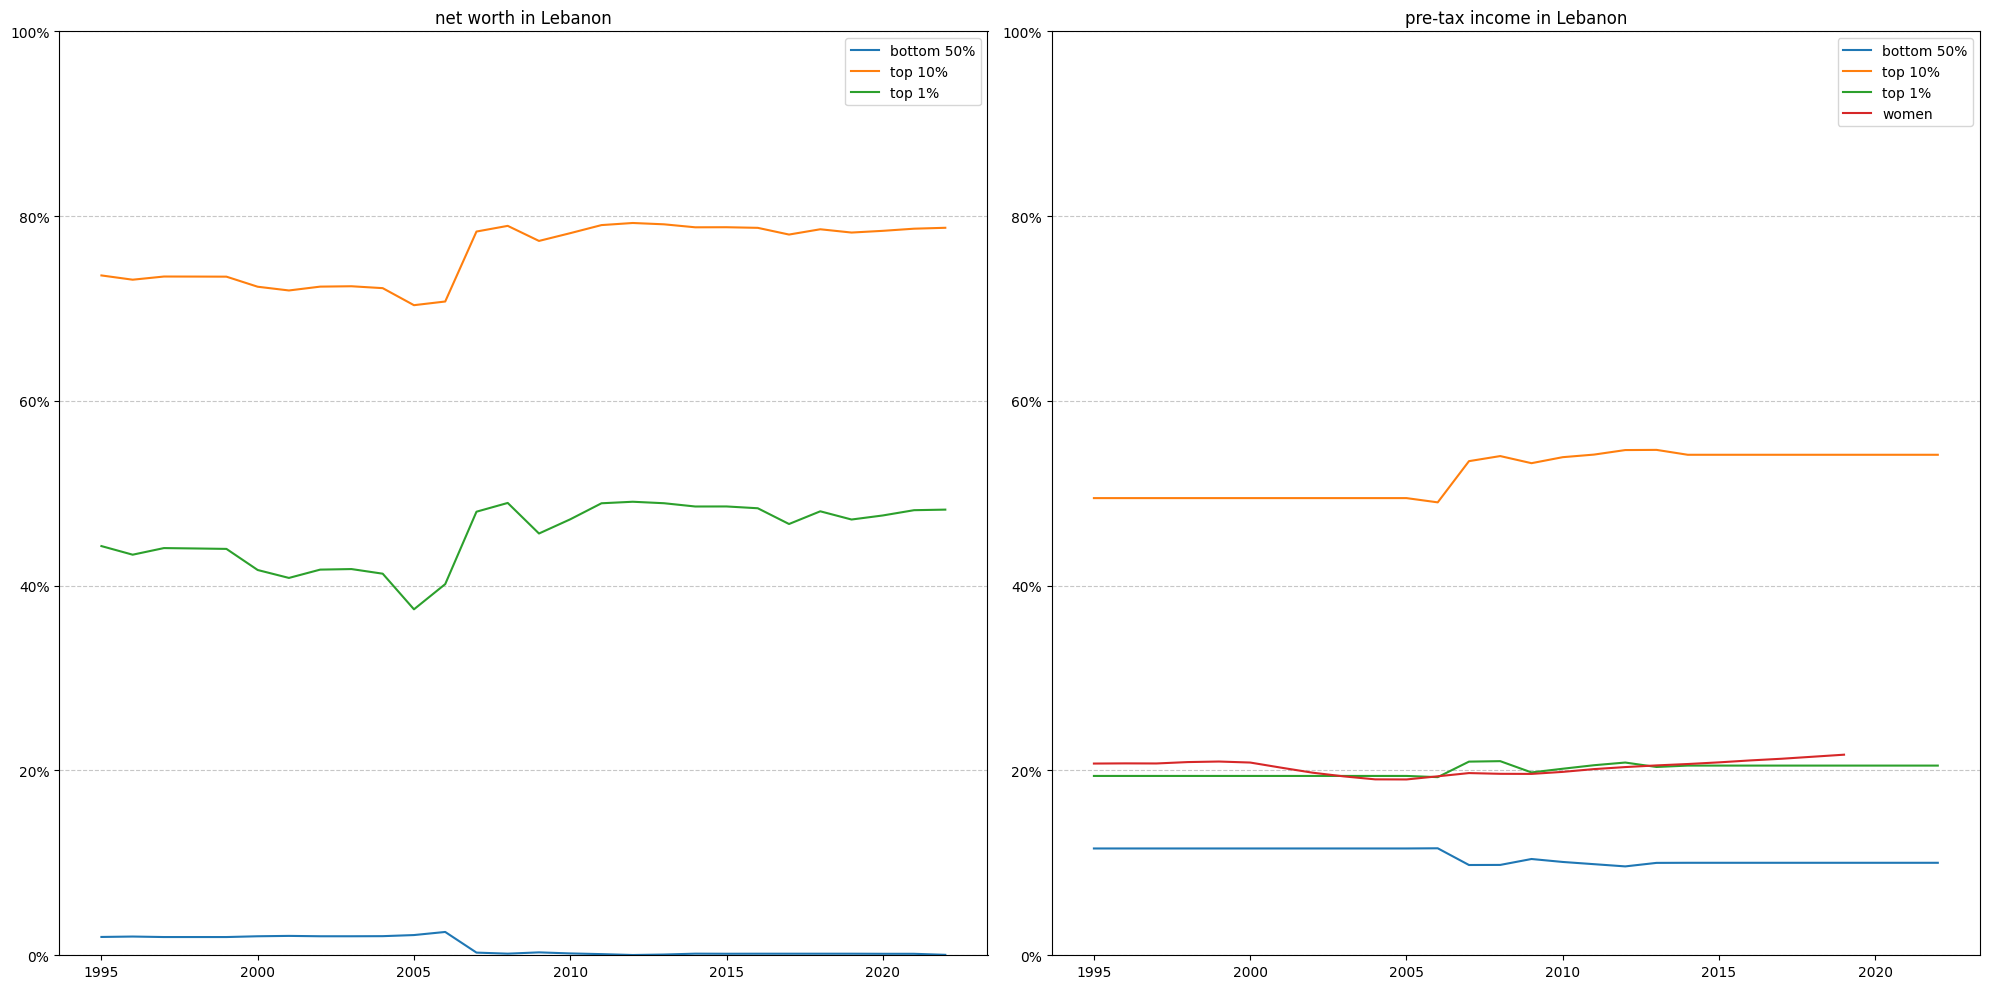 net worth in Lebanon
100%
80%
60%
40%
20%
0%
1995 2000 2005 2010 2015 2020
bottom 50%
top 10%
top 1%
pre-tax income in Lebanon
100%
80%
60%
40%
20%
0%
1995 2000 2005 2010 2015 2020
bottom 50%
top 10%
top 1%
women